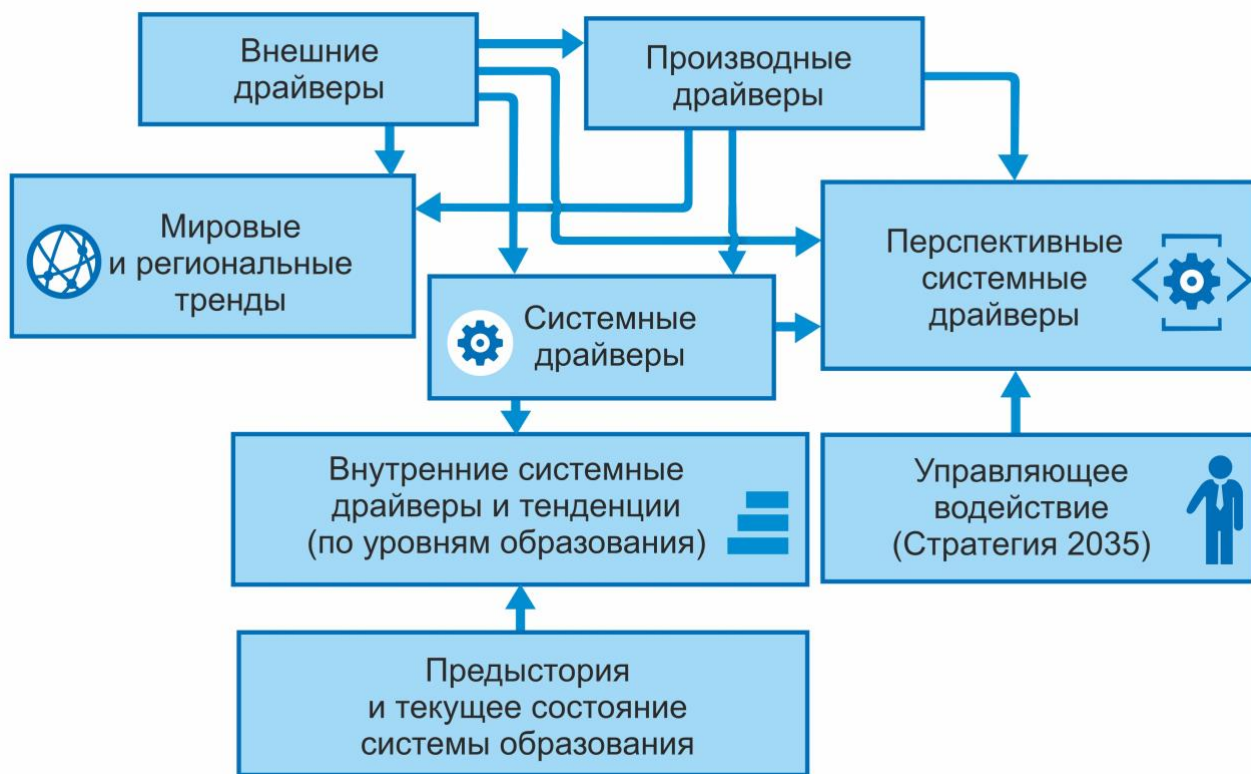 Внешние
драйверы
Производные
драйверы
Мировые
и региональные
тренды
Перспективные
системные
драйверы
Системные
драйверы
Внутренние системные
драйверы и тенденции
(по уровням образования)
Управляющее
водействие
(Стратегия 2035)
Предыстория
и текущее состояние
системы образования